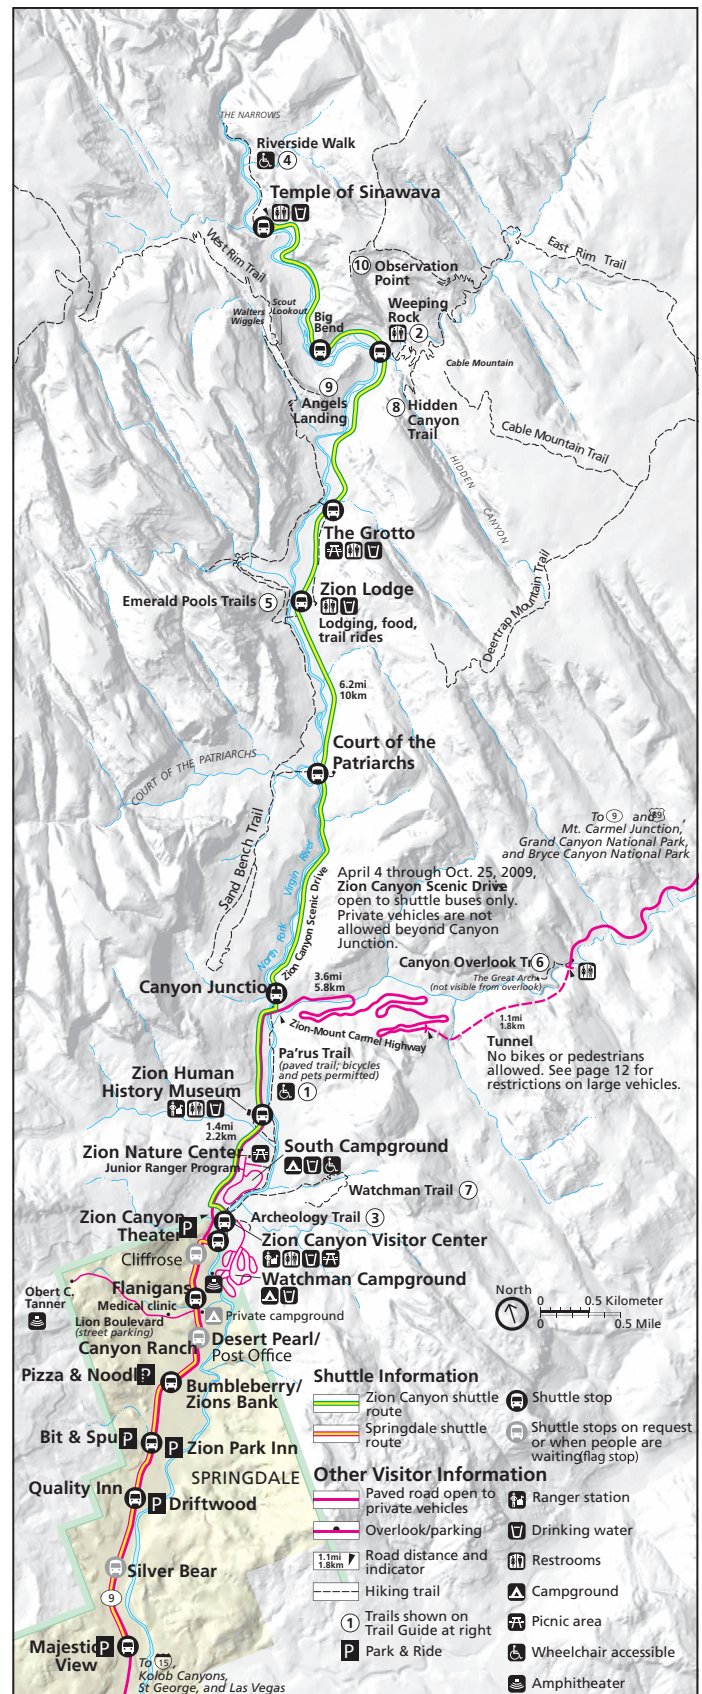 THE NARROWS
Riverside Walk
4
Temple of Sinawava
West Rim Trail
10 Observation
Point
East Rim Trail
Scout
Lookout
Walters
Wiggles
Big
Bend
Weeping
Rock
2
Cable Mountain
9
Angels
Landing
8 Hidden
Canyon
Trail
Cable Mountain Trail
HIDDEN CANYON
The Grotto
Deertrap Mountain Trail
Zion Lodge
Emerald Pools Trails 5
Lodging, food,
trail rides
6.2mi
10km
Court of the
Patriarchs
COURT OF THE PATRIARCHS
To 9 and 89,
Mt. Carmel Junction,
Grand Canyon National Park,
and Bryce Canyon National Park
Sand Bench Trail
North Fork Virgin River
Zion Canyon Scenic Drive
April 4 through Oct. 25, 2009,
Zion Canyon Scenic Drive
open to shuttle buses only.
Private vehicles are not
allowed beyond Canyon
Junction.
Canyon Overlook Tr 6
The Great Arch
(not visible from overlook)
Canyon Junction
3.6mi
5.8km
1.1mi
1.8km
Zion-Mount Carmel Highway
Tunnel
No bikes or pedestrians
allowed. See page 12 for
restrictions on large vehicles.
Pa'rus Trail
(paved trail; bicycles
and pets permitted)
1
Zion Human
History Museum
1.4mi
2.2km
Zion Nature Center
Junior Ranger Program
South Campground
Watchman Trail 7
Zion Canyon
Theater
P
Archeology Trail 3
Zion Canyon Visitor Center
Cliffrose
Obert C.
Tanner
Flanigans
Medical clinic
Lion Boulevard
(street parking)
Watchman Campground
Private campground
North
0 0.5 Kilometer
0 0.5 Mile
Canyon Ranch
Desert Pearl/
Post Office
Pizza & Noodl
P
Bumbleberry/
Zions Bank
Bit & Spu P
P Zion Park Inn
SPRINGDALE
Quality Inn
P Driftwood
Silver Bear
9
Majestic P
View
To 15,
Kolob Canyons,
St George, and Las Vegas
Shuttle Information
Zion Canyon shuttle
route
Springdale shuttle
route
Shuttle stop
Shuttle stops on request
or when people are
waiting(flag stop)
Other Visitor Information
Paved road open to
private vehicles
Overlook/parking
1.1mi
1.8km
Road distance and
indicator
Hiking trail
1 Trails shown on
Trail Guide at right
P Park & Ride
Ranger station
Drinking water
Restrooms
Campground
Picnic area
Wheelchair accessible
Amphitheater